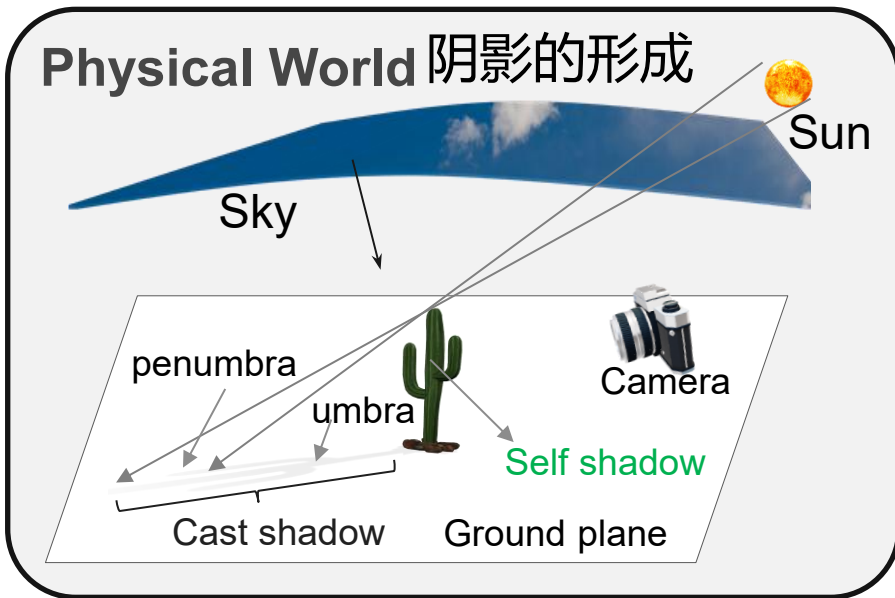 Physical World 阴影的形成
Sun
Sky
penumbra
Camera
umbra
Self shadow
Cast shadow
Ground plane